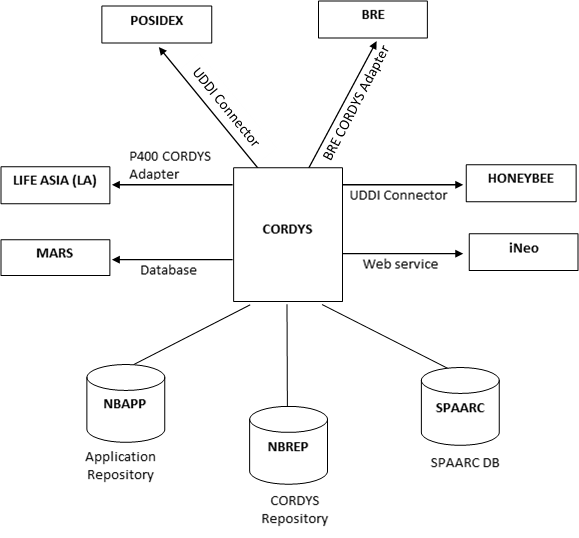 POSIDEX
BRE
UDDI Connector
BRE CORDYS Adapter
P400 CORDYS
Adapter
LIFE ASIA (LA)
HONEYBEE
UDDI Connector
CORDYS
MARS
iNeo
Database
Web service
NBAPP
SPAARC
NBREP
Application
Repository
SPAARC DB
CORDYS
Repository